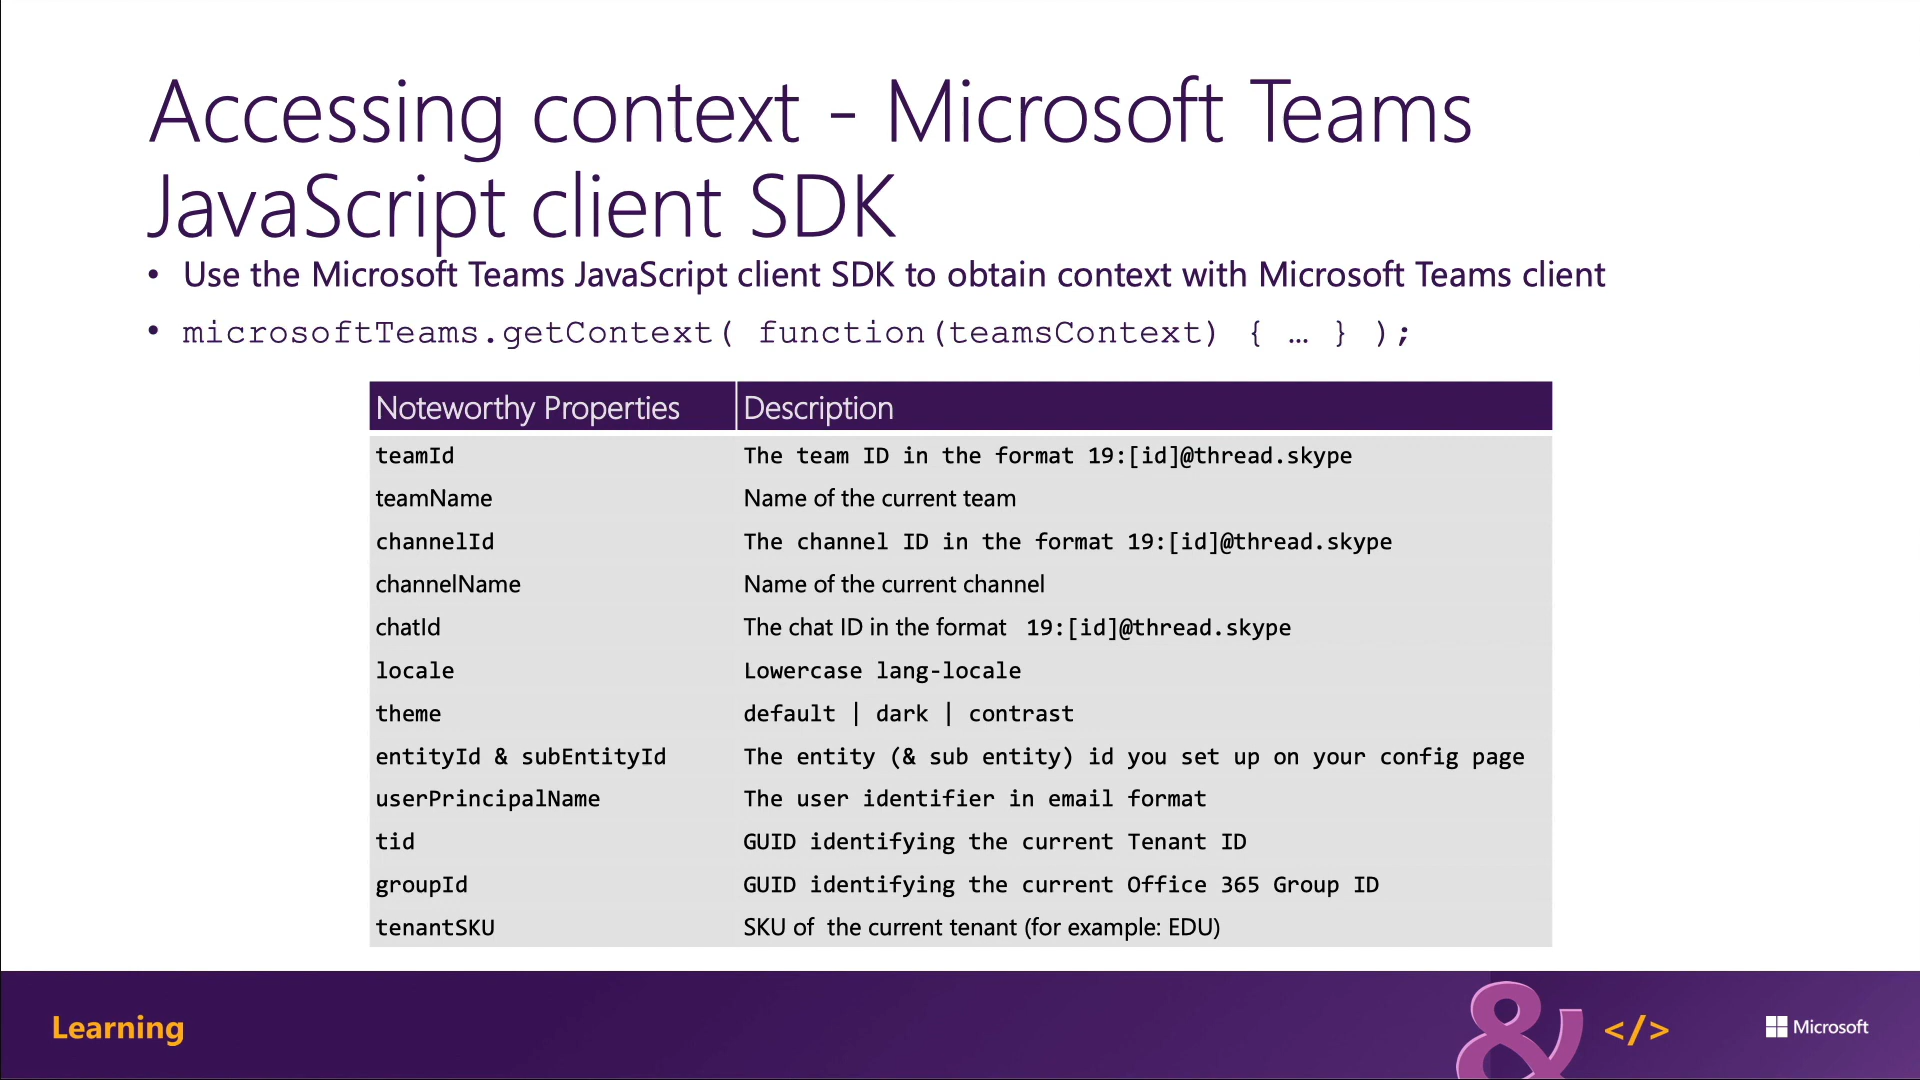 Accessing context - Microsoft Teams
JavaScript client SDK
• Use the Microsoft Teams JavaScript client SDK to obtain context with Microsoft Teams client
• microsoftTeams.getContext( function(teamsContext) { … } );
Noteworthy Properties Description
teamId The team ID in the format 19:[id]@thread.skype
teamName Name of the current team
channelId The channel ID in the format 19:[id]@thread.skype
channelName Name of the current channel
chatId The chat ID in the format 19:[id]@thread.skype
locale Lowercase lang-locale
theme default | dark | contrast
entityId & subEntityId The entity (& sub entity) id you set up on your config page
userPrincipalName The user identifier in email format
tid GUID identifying the current Tenant ID
groupId GUID identifying the current Office 365 Group ID
tenantSKU SKU of the current tenant (for example: EDU)
Learning & </> Microsoft